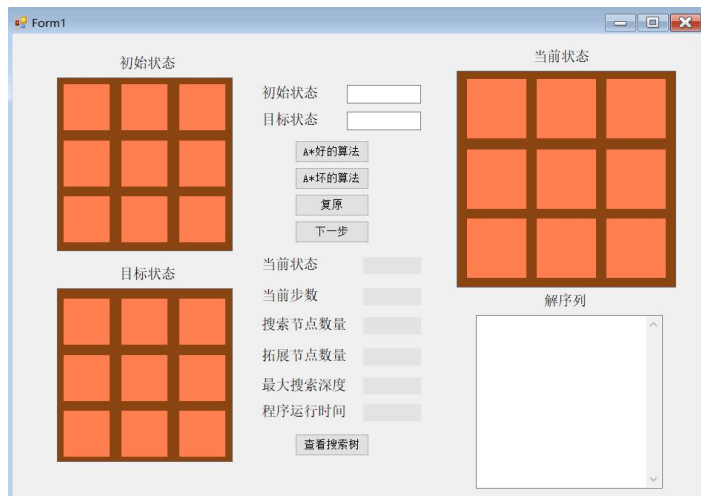 Form1
初始状态
初始状态
目标状态
A*好的算法
A*坏的算法
复原
下一步
当前状态
目标状态
当前状态
当前步数
搜索节点数量
拓展节点数量
最大搜索深度
程序运行时间
查看搜索树
解序列